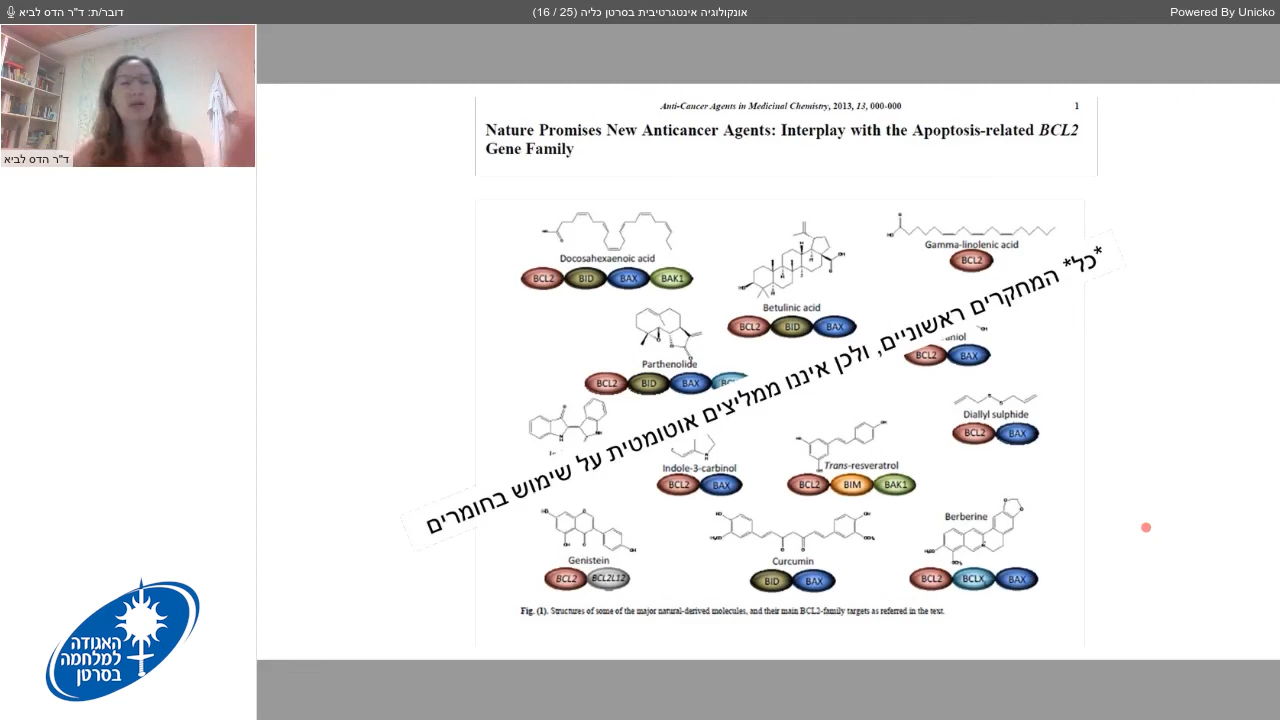 דובר/ת: ד"ר הדס לביא
אונקולוגיה אינטגרטיבית בסרטן כליה (25 / 16)
Powered By Unicko
ד"ר הדס לביא
Anti-Cancer Agents in Medicinal Chemistry, 2013, 13, 000-000
1
Nature Promises New Anticancer Agents: Interplay with the Apoptosis-related BCL2
Gene Family
Docosahexaenoic acid
BCL2 BID BAX BAK1
Betulinic acid
BCL2 BID BAX
Gamma-linolenic acid
BCL2
Parthenolide
BCL2 BID BAX
BCL2 BAX
*כל* המחקרים ראשוניים, ולכן איננו ממליצים אוטומטית על שימוש בחומרים
Diallyl sulphide
BCL2 BAX
Indole-3-carbinol
BCL2 BAX
Trans-resveratrol
BCL2 BIM BAK1
Genistein
BCL2 BCL2L12
Curcumin
BID BAX
Berberine
BCL2 BCLX BAX
Fig. (1). Structures of some of the major natural-derived molecules, and their main BCL2-family targets as referred in the text.
האגודה
למלחמה
בסרטן